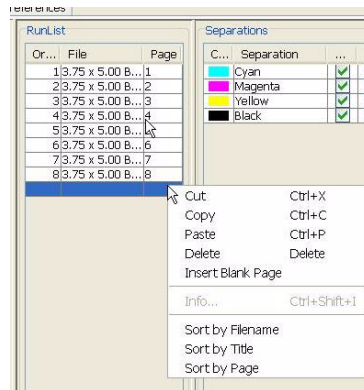 references
RunList
Separations
Or... File Page
C... Separation ...
1 3.75 x 5.00 B... 1
2 3.75 x 5.00 B... 2
3 3.75 x 5.00 B... 3
4 3.75 x 5.00 B... 4
5 3.75 x 5.00 B... 5
6 3.75 x 5.00 B... 6
7 3.75 x 5.00 B... 7
8 3.75 x 5.00 B... 8
Cyan
Magenta
Yellow
Black
Cut Ctrl+X
Copy Ctrl+C
Paste Ctrl+P
Delete Delete
Insert Blank Page
Info... Ctrl+Shift+I
Sort by Filename
Sort by Title
Sort by Page